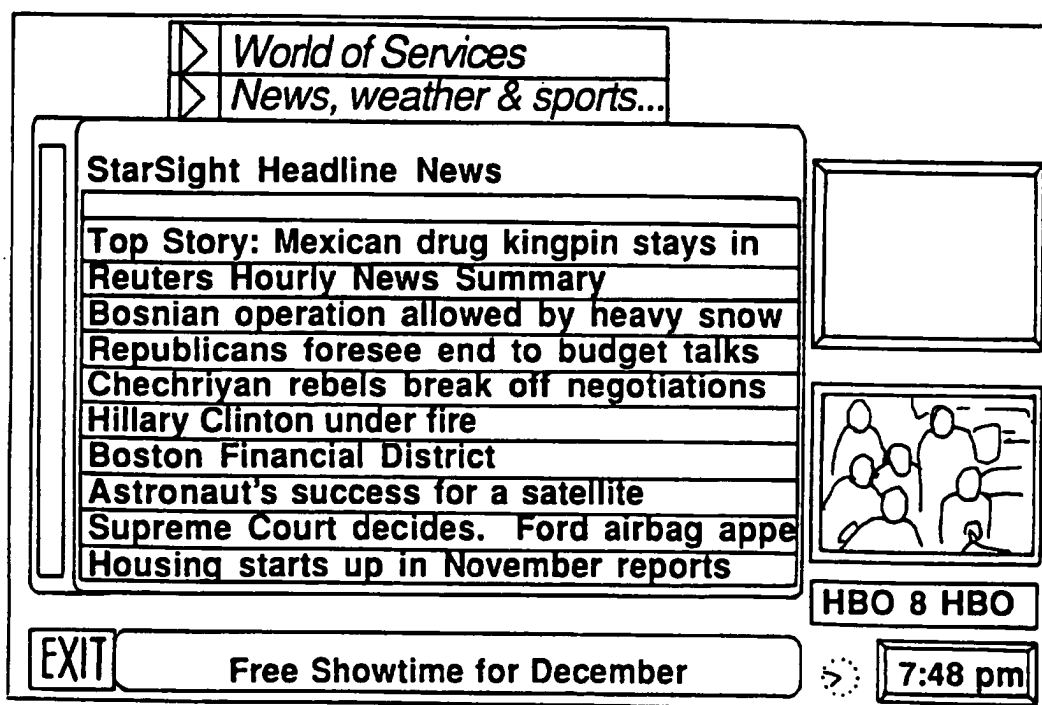 World of Services
News, weather & sports...
StarSight Headline News
Top Story: Mexican drug kingpin stays in
Reuters Hourly News Summary
Bosnian operation allowed by heavy snow
Republicans foresee end to budget talks
Chechriyan rebels break off negotiations
Hillary Clinton under fire
Boston Financial District
Astronaut's success for a satellite
Supreme Court decides. Ford airbag appe
Housing starts up in November reports
HBO 8 HBO
EXIT
Free Showtime for December
7:48 pm